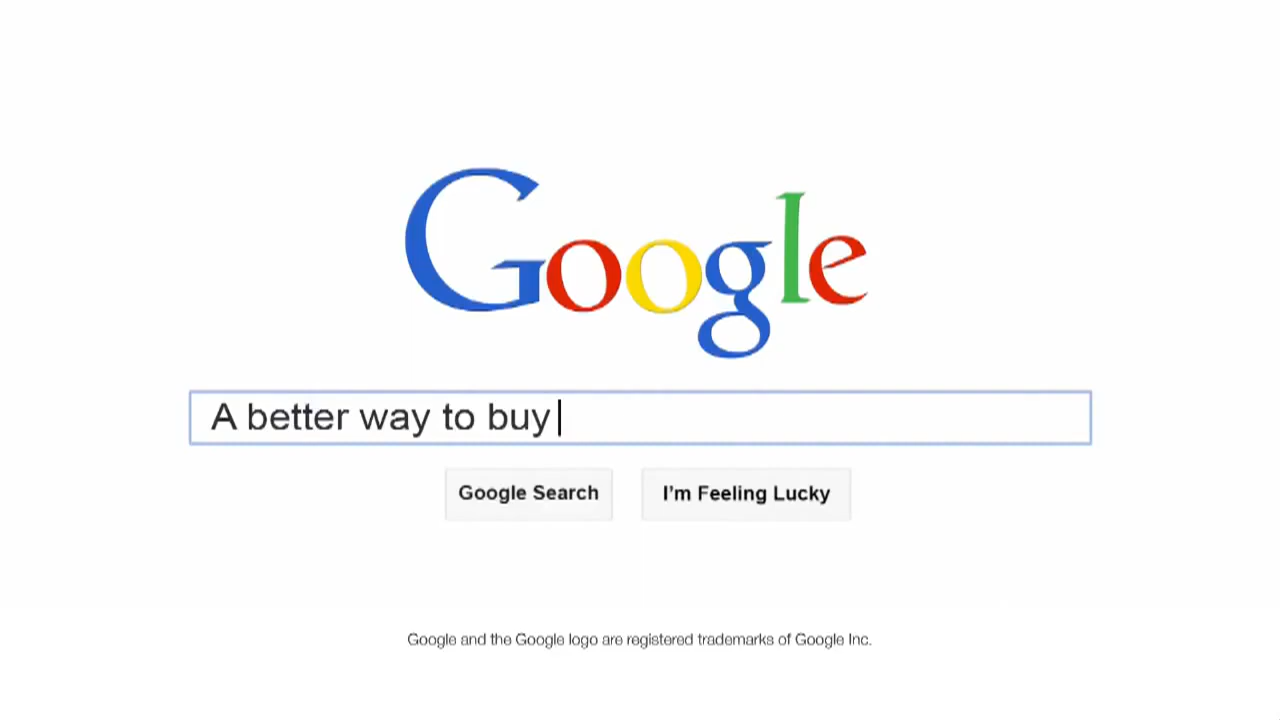 Google
A better way to buy
Google Search
I'm Feeling Lucky
Google and the Google logo are registered trademarks of Google Inc.